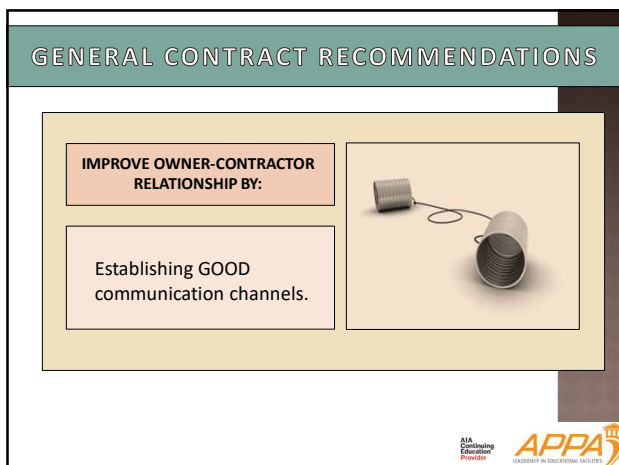 GENERAL CONTRACT RECOMMENDATIONS
IMPROVE OWNER-CONTRACTOR
RELATIONSHIP BY:
Establishing GOOD
communication channels.
AIA
Continuing
Education
Provider
APPA
LEADERSHIP IN EDUCATIONAL FACILITIES